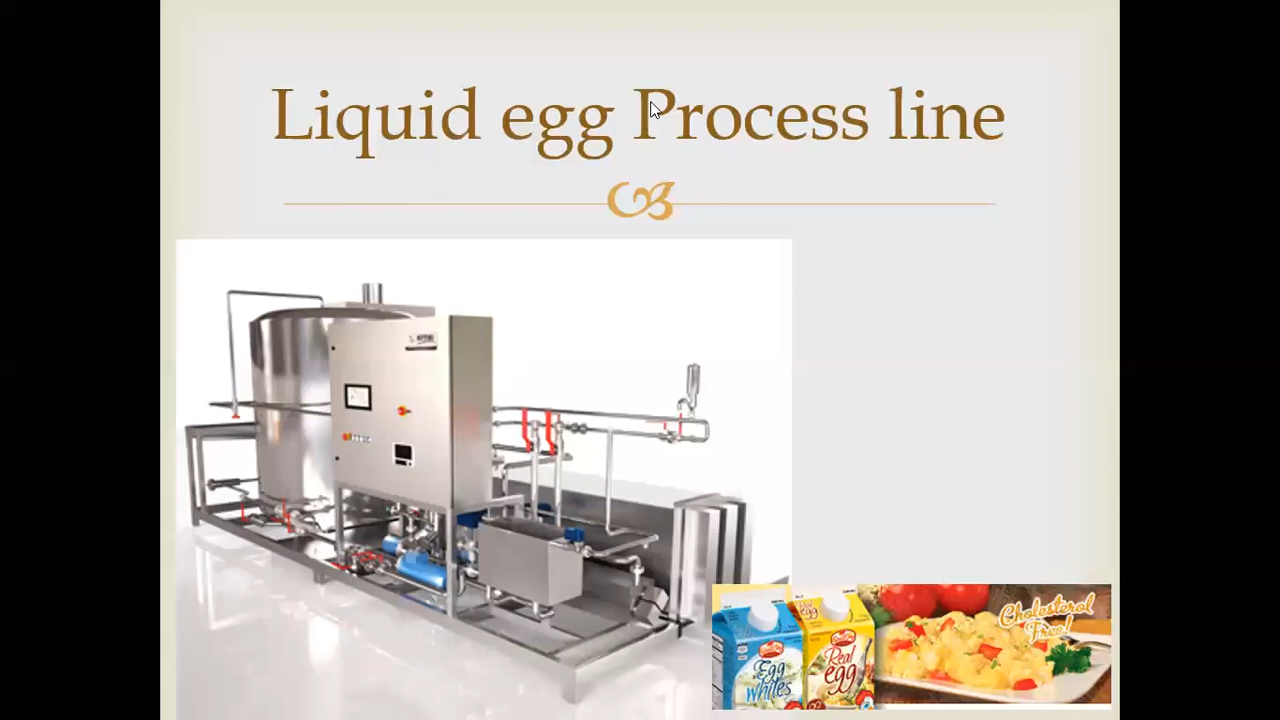 Liquid egg Process line
Cholesterol
Free!
Egg
whites
Real
egg